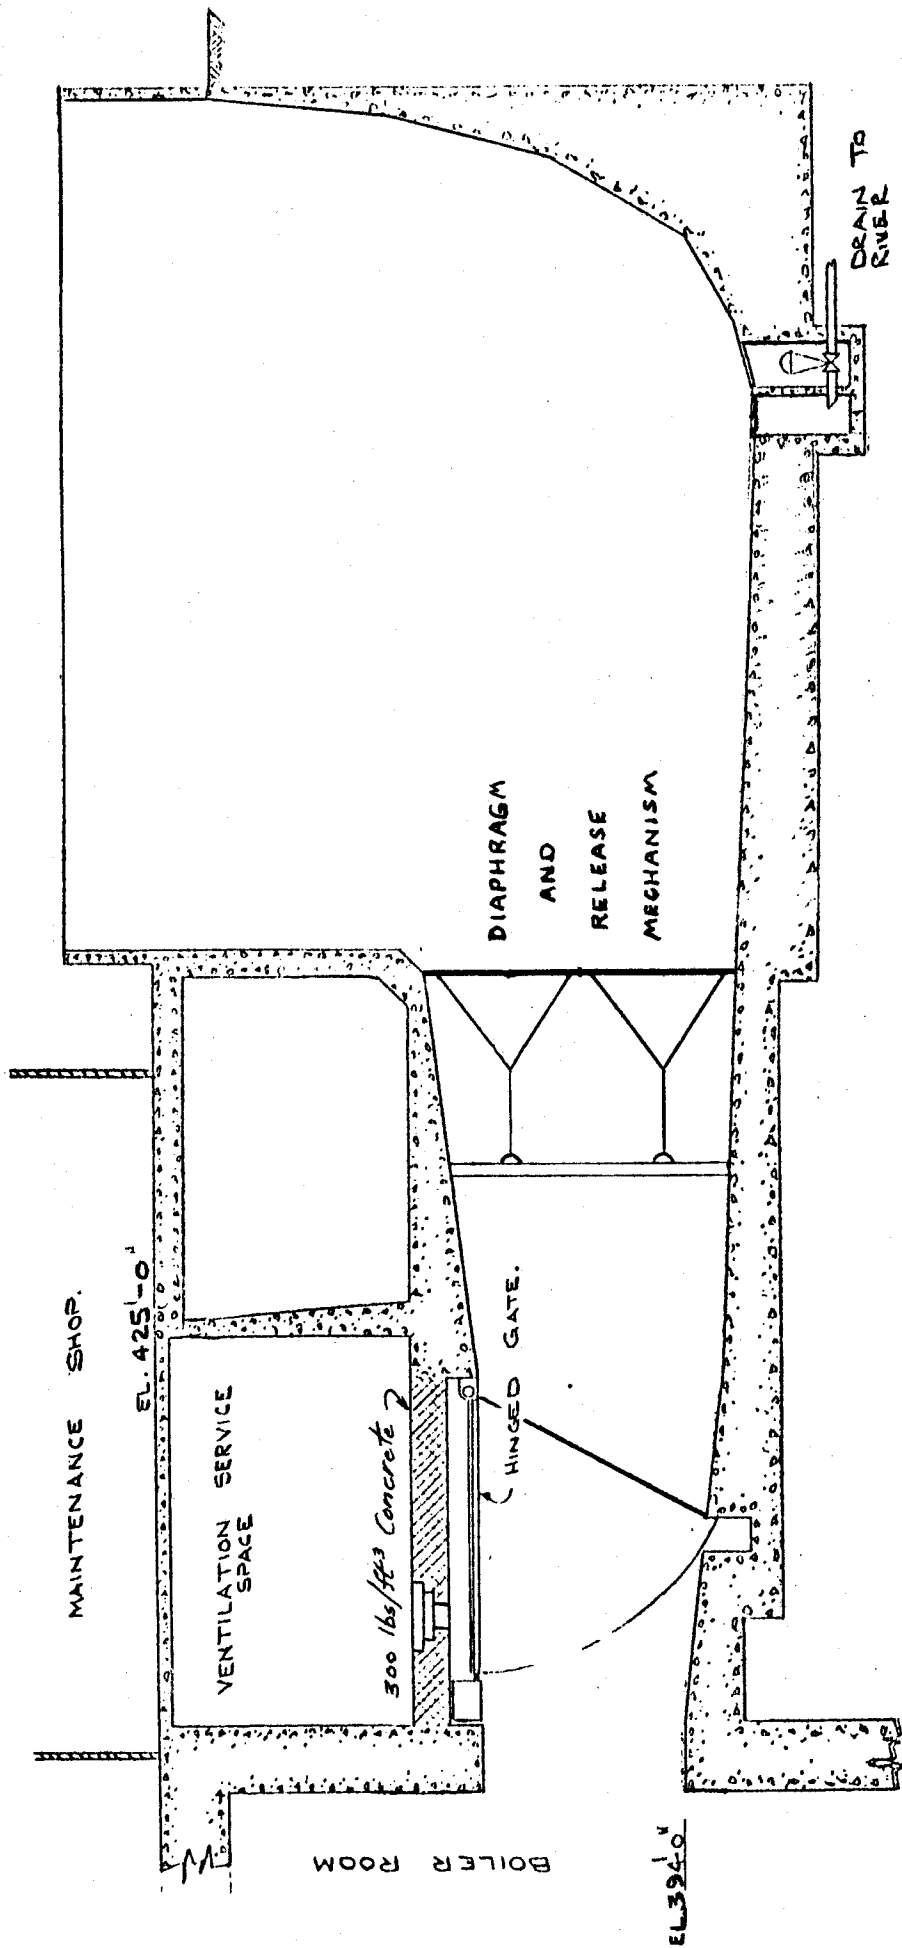 MAINTENANCE SHOP.
EL. 425'-0"
VENTILATION SERVICE
SPACE
300 lbs/ft3 Concrete
HINGED GATE.
DIAPHRAGM
AND
RELEASE
MECHANISM
DRAIN TO
RIVER
BOILER ROOM
EL 394'-0"